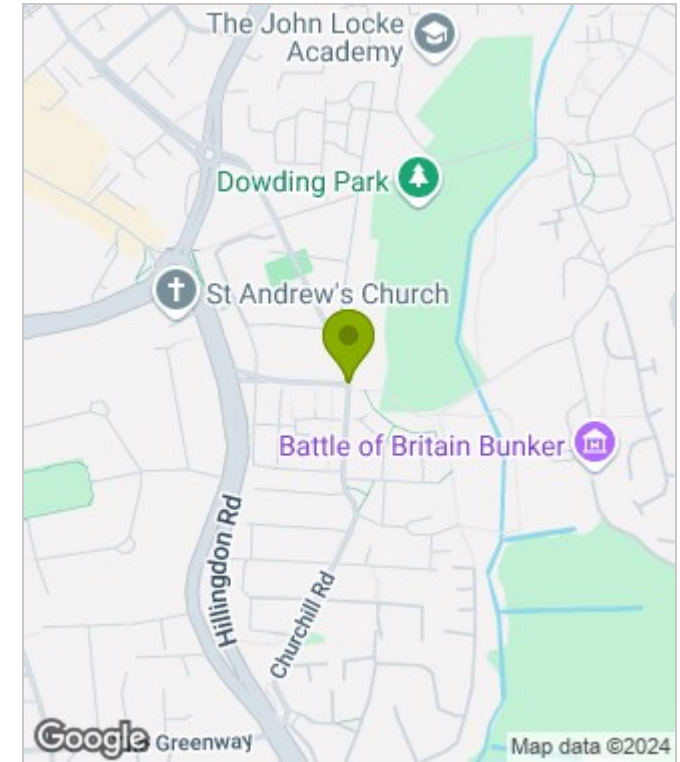 The John Locke
Academy
Dowding Park
St Andrew's Church
Battle of Britain Bunker
Hillingdon Rd
Churchill Rd
Google
Greenway
Map data ©2024